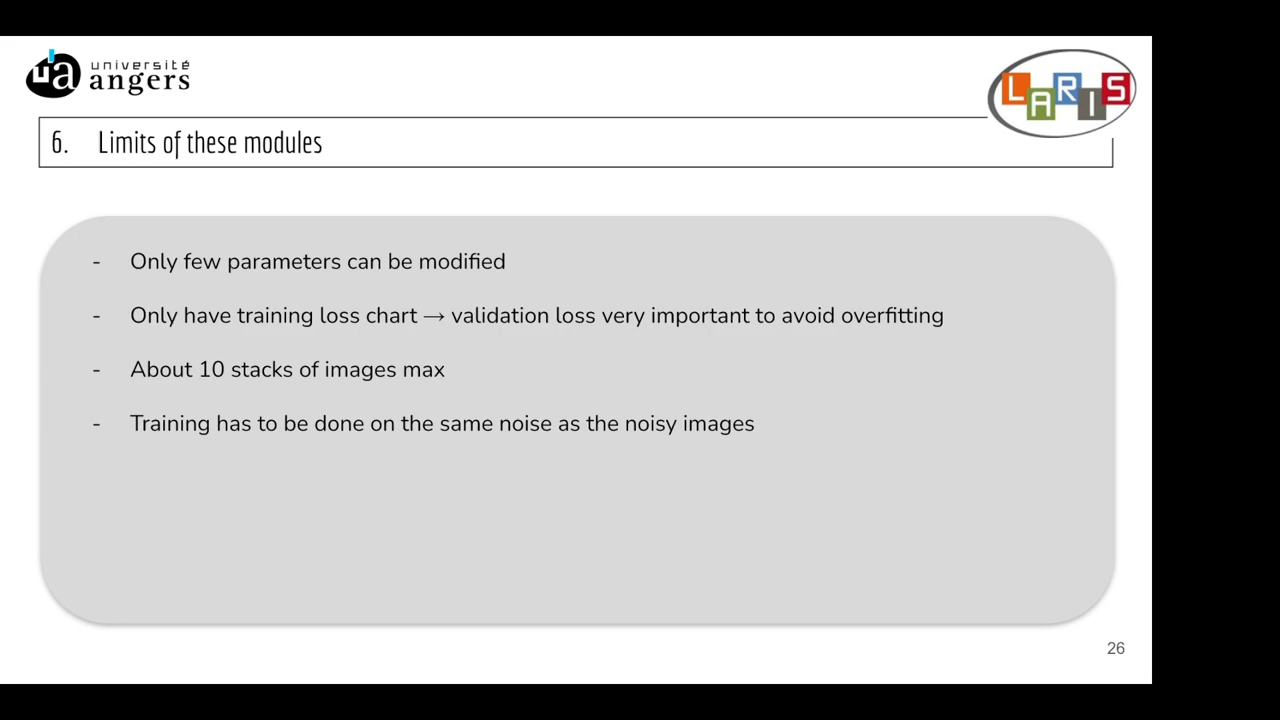 ua université
angers
LARIS
6. Limits of these modules
- Only few parameters can be modified
- Only have training loss chart → validation loss very important to avoid overfitting
- About 10 stacks of images max
- Training has to be done on the same noise as the noisy images
26